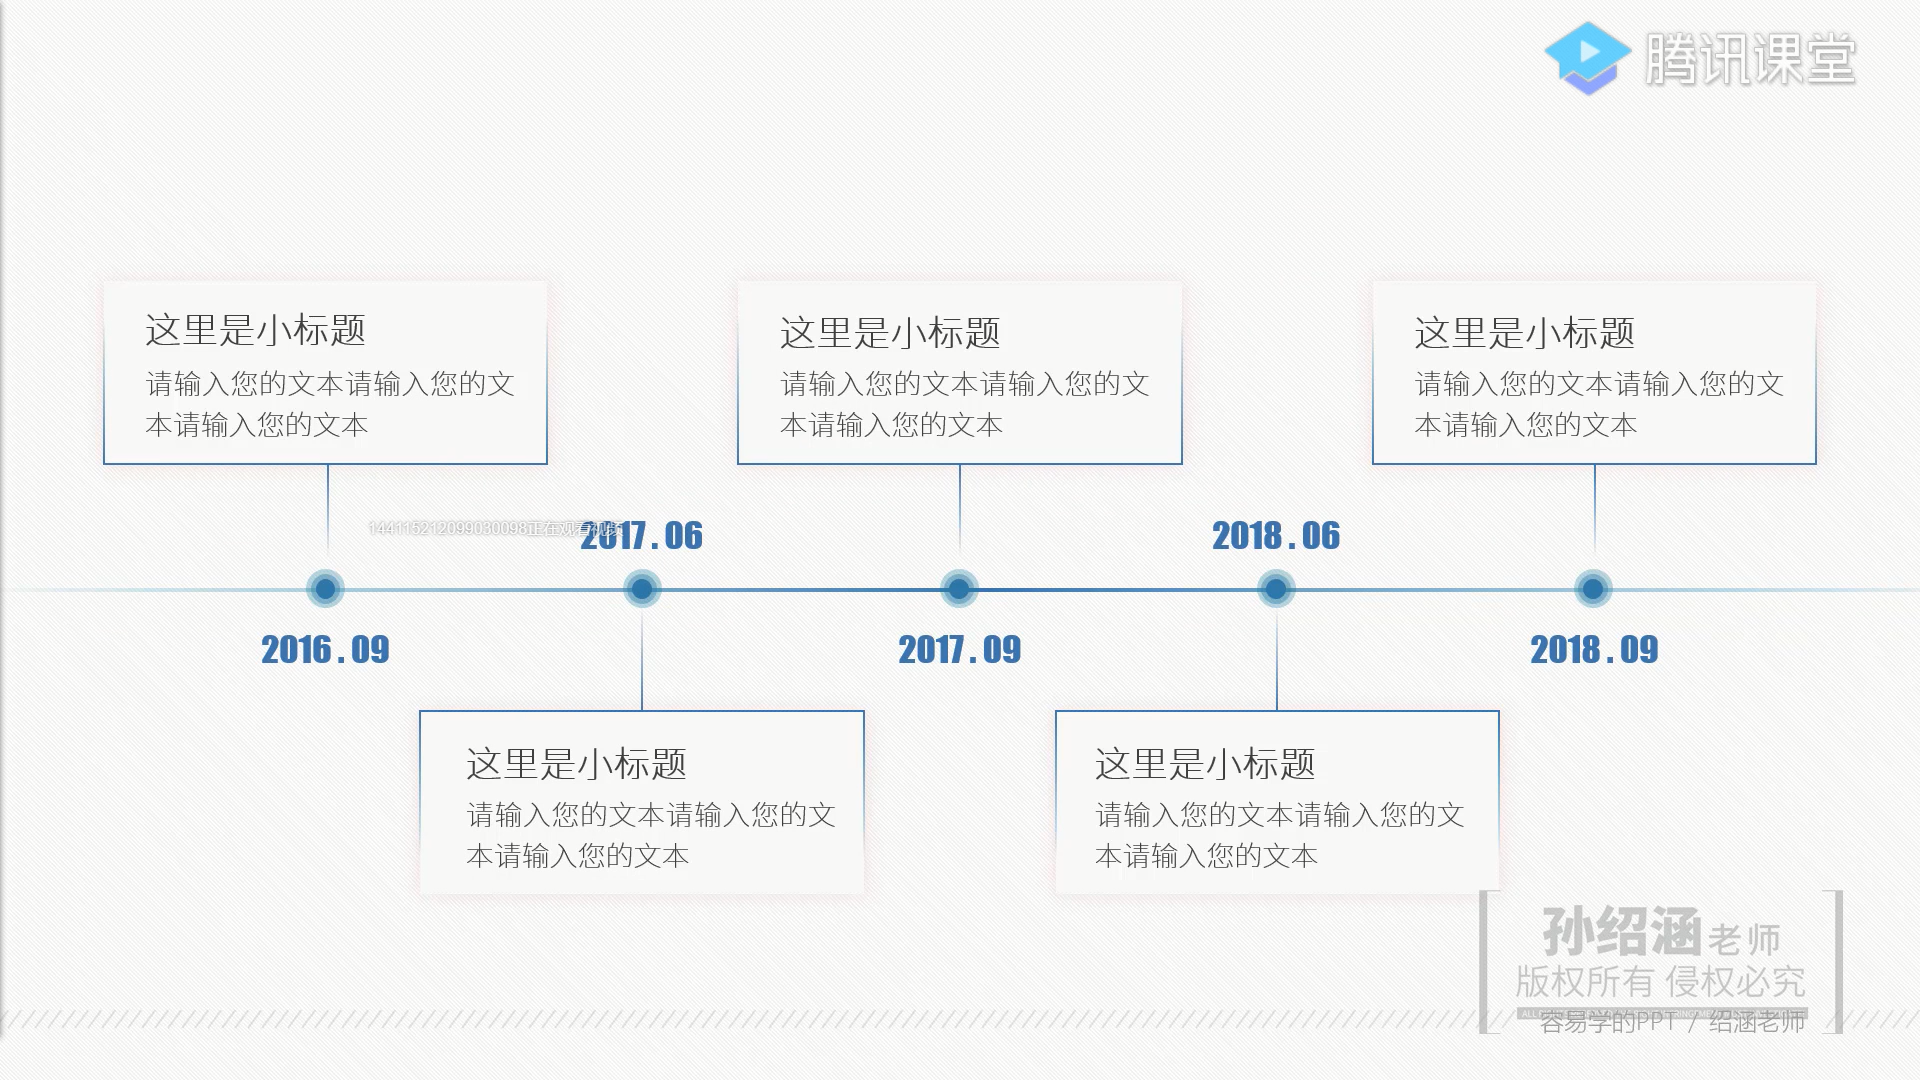 腾讯课堂
这里是小标题
请输入您的文本请输入您的文
本请输入您的文本
这里是小标题
请输入您的文本请输入您的文
本请输入您的文本
这里是小标题
请输入您的文本请输入您的文
本请输入您的文本
144115212099030098正在观看视频
2017.06
2018.06
2016.09
2017.09
2018.09
这里是小标题
请输入您的文本请输入您的文
本请输入您的文本
这里是小标题
请输入您的文本请输入您的文
本请输入您的文本
孙绍涵老师
版权所有 侵权必究
容易学的PPT / 绍涵老师